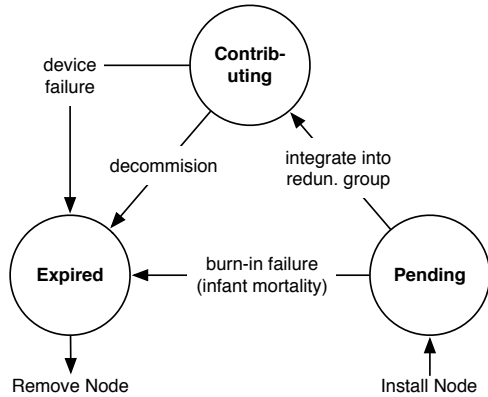 Contrib-
uting
device
failure
decommision
integrate into
redun. group
Expired
burn-in failure
(infant mortality)
Pending
Remove Node
Install Node